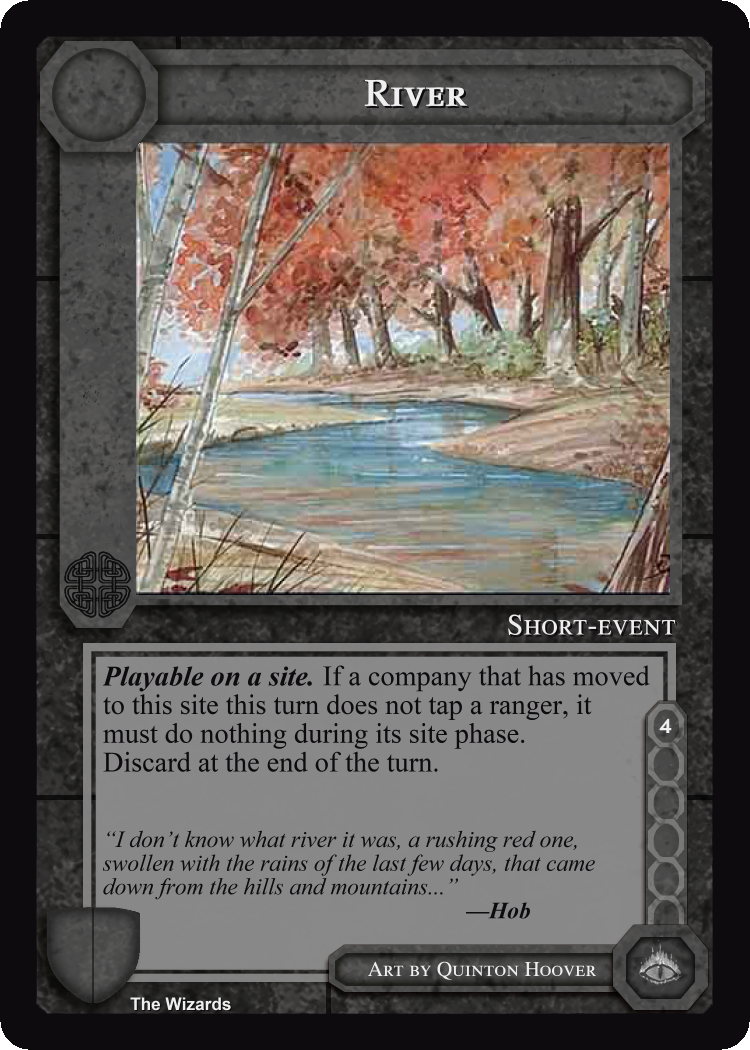 River
Short-event
Playable on a site. If a company that has moved
to this site this turn does not tap a ranger, it
must do nothing during its site phase.
Discard at the end of the turn.
4
“I don’t know what river it was, a rushing red one,
swollen with the rains of the last few days, that came
down from the hills and mountains...”
—Hob
Art by Quinton Hoover
The Wizards